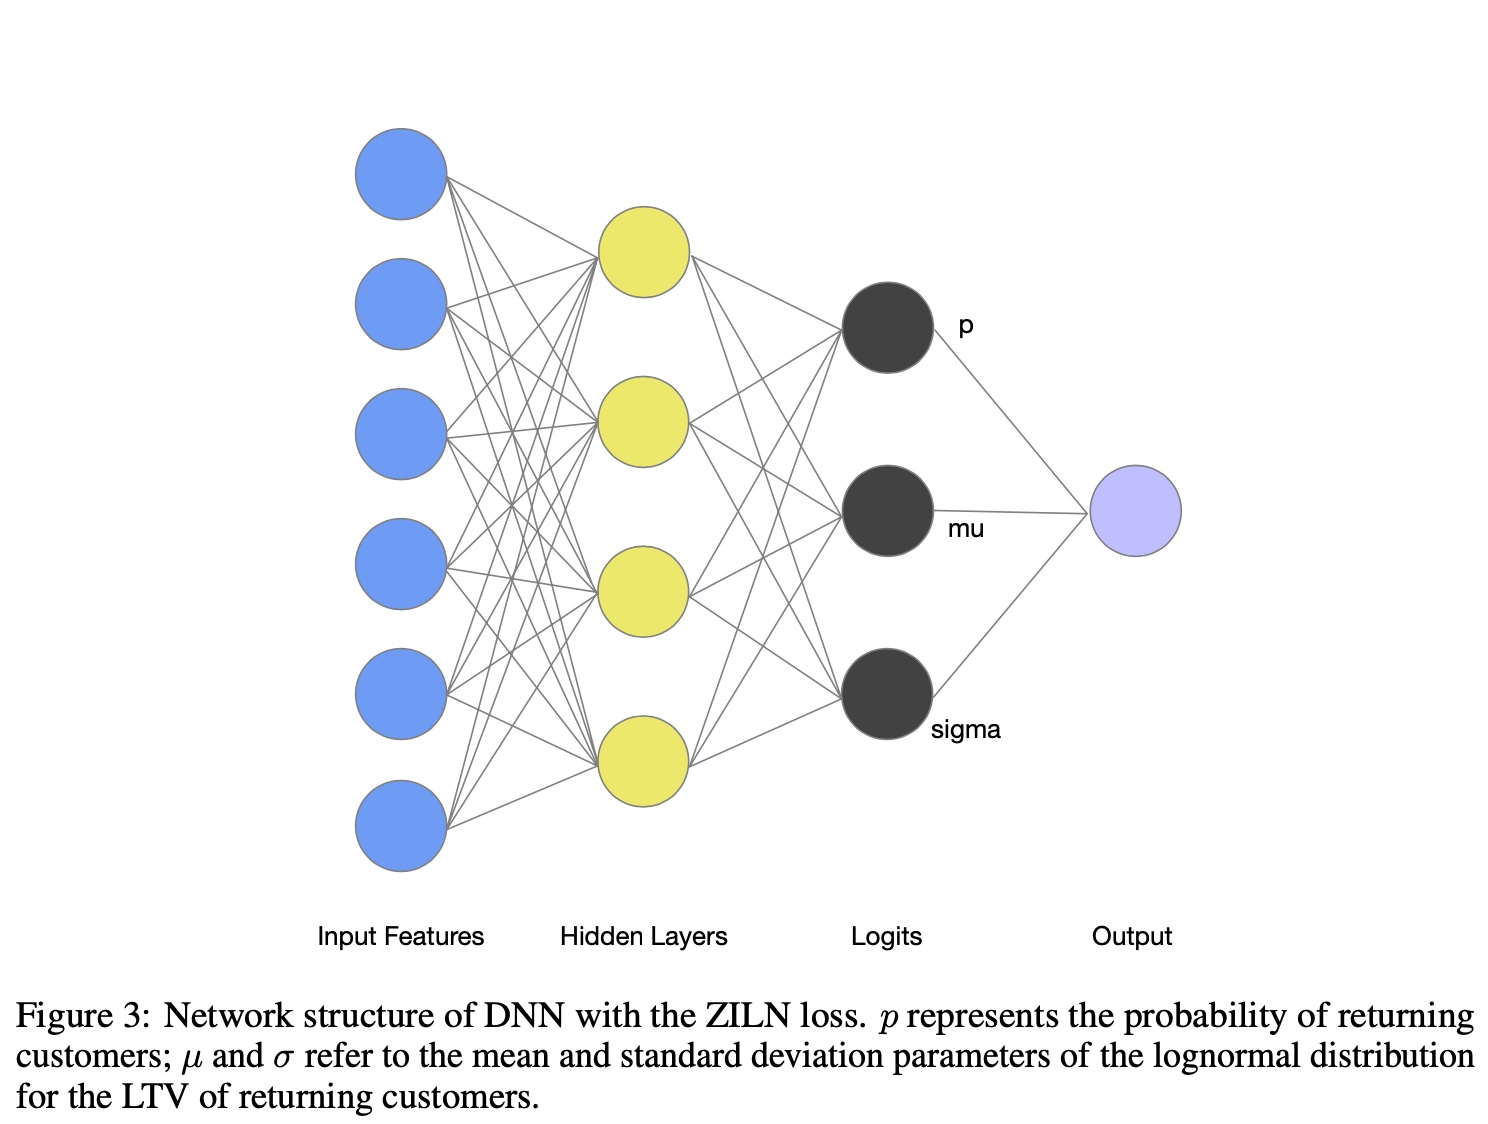 p
mu
sigma
Input Features
Hidden Layers
Logits
Output
Figure 3: Network structure of DNN with the ZILN loss. p represents the probability of returning
customers; μ and σ refer to the mean and standard deviation parameters of the lognormal distribution
for the LTV of returning customers.